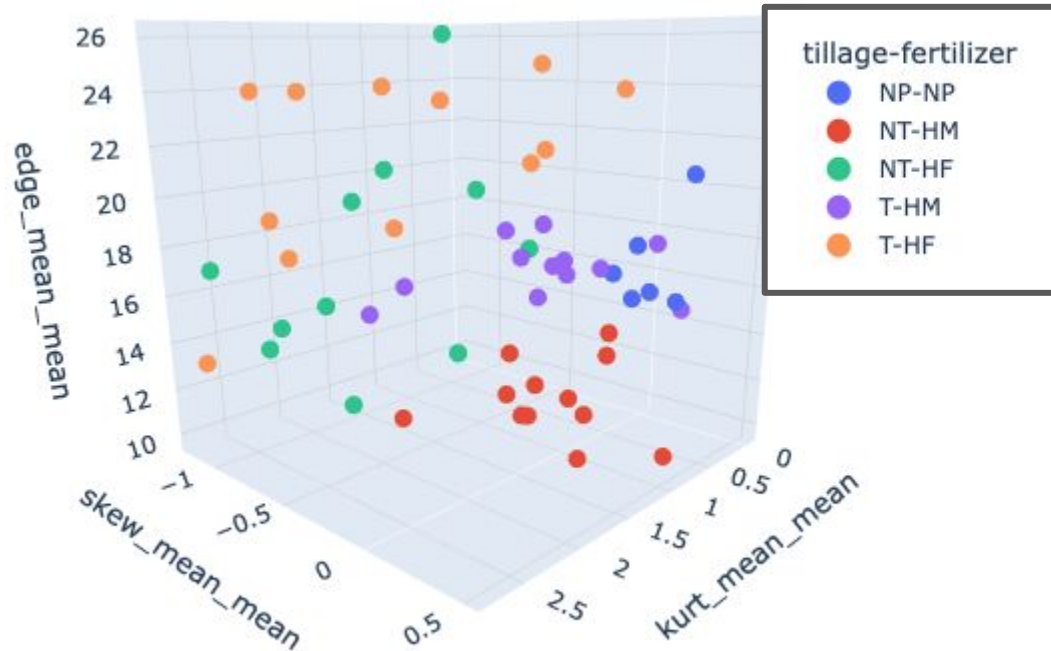 26
24
22
20
18
16
14
12
10
edge_mean_mean
−1
−0.5
0
0.5
skew_mean_mean
2.5
2
1.5
1
0.5
0
kurt_mean_mean
tillage-fertilizer
NP-NP
NT-HM
NT-HF
T-HM
T-HF